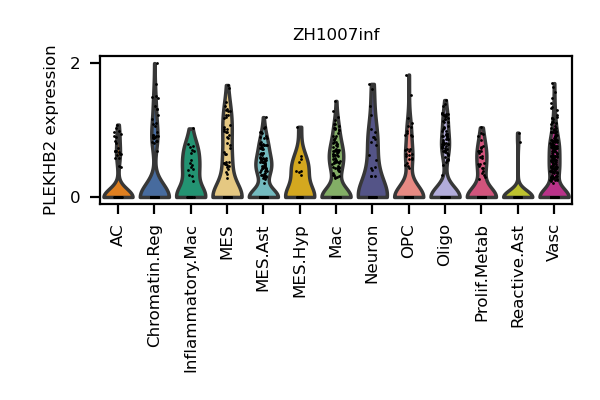 ZH1007inf
PLEKHB2 expression
2
0
AC
Chromatin.Reg
Inflammatory.Mac
MES
MES.Ast
MES.Hyp
Mac
Neuron
OPC
Oligo
Prolif.Metab
Reactive.Ast
Vasc